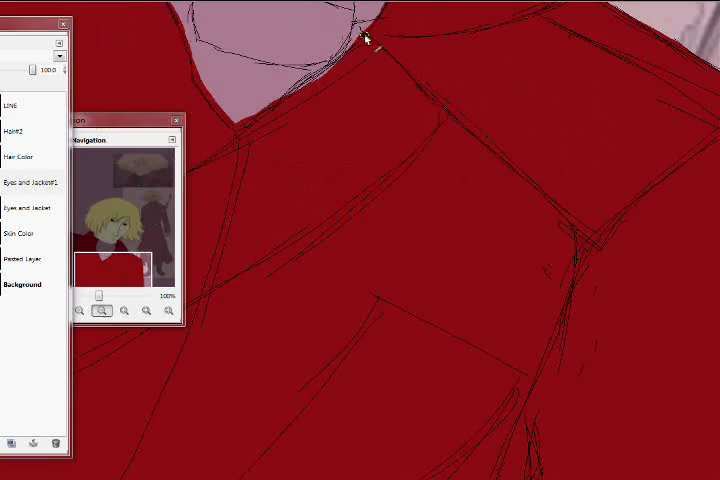 100.0
LINE
Hair#2
Hair Color
Eyes and Jacket#1
Eyes and Jacket
Skin Color
Pasted Layer
Background
son
Navigation
100%